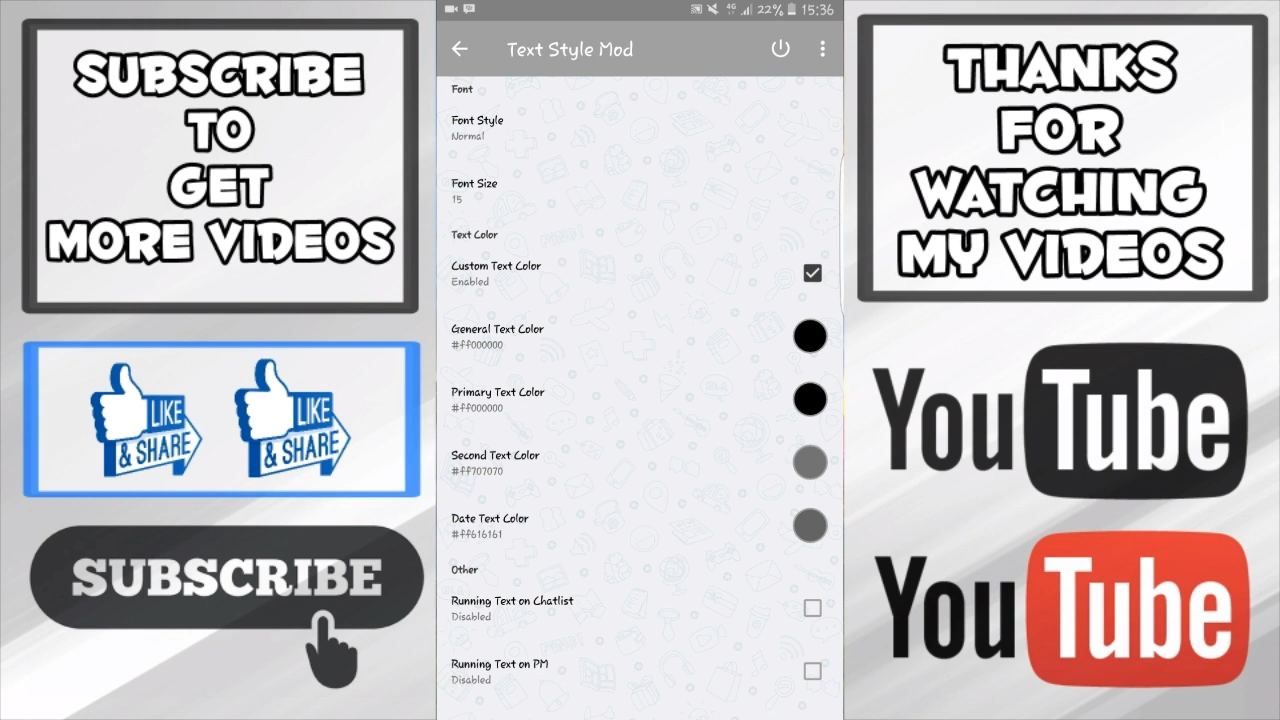 SUBSCRIBE
TO
GET
MORE VIDEOS
LIKE
& SHARE
LIKE
& SHARE
SUBSCRIBE
4G 22% 15:36
Text Style Mod
Font
Font Style
Normal
Font Size
15
Text Color
Custom Text Color
Enabled
General Text Color
#ff000000
Primary Text Color
#ff000000
Second Text Color
#ff707070
Date Text Color
#ff616161
Other
Running Text on Chatlist
Disabled
Running Text on PM
Disabled
THANKS
FOR
WATCHING
MY VIDEOS
YouTube
YouTube